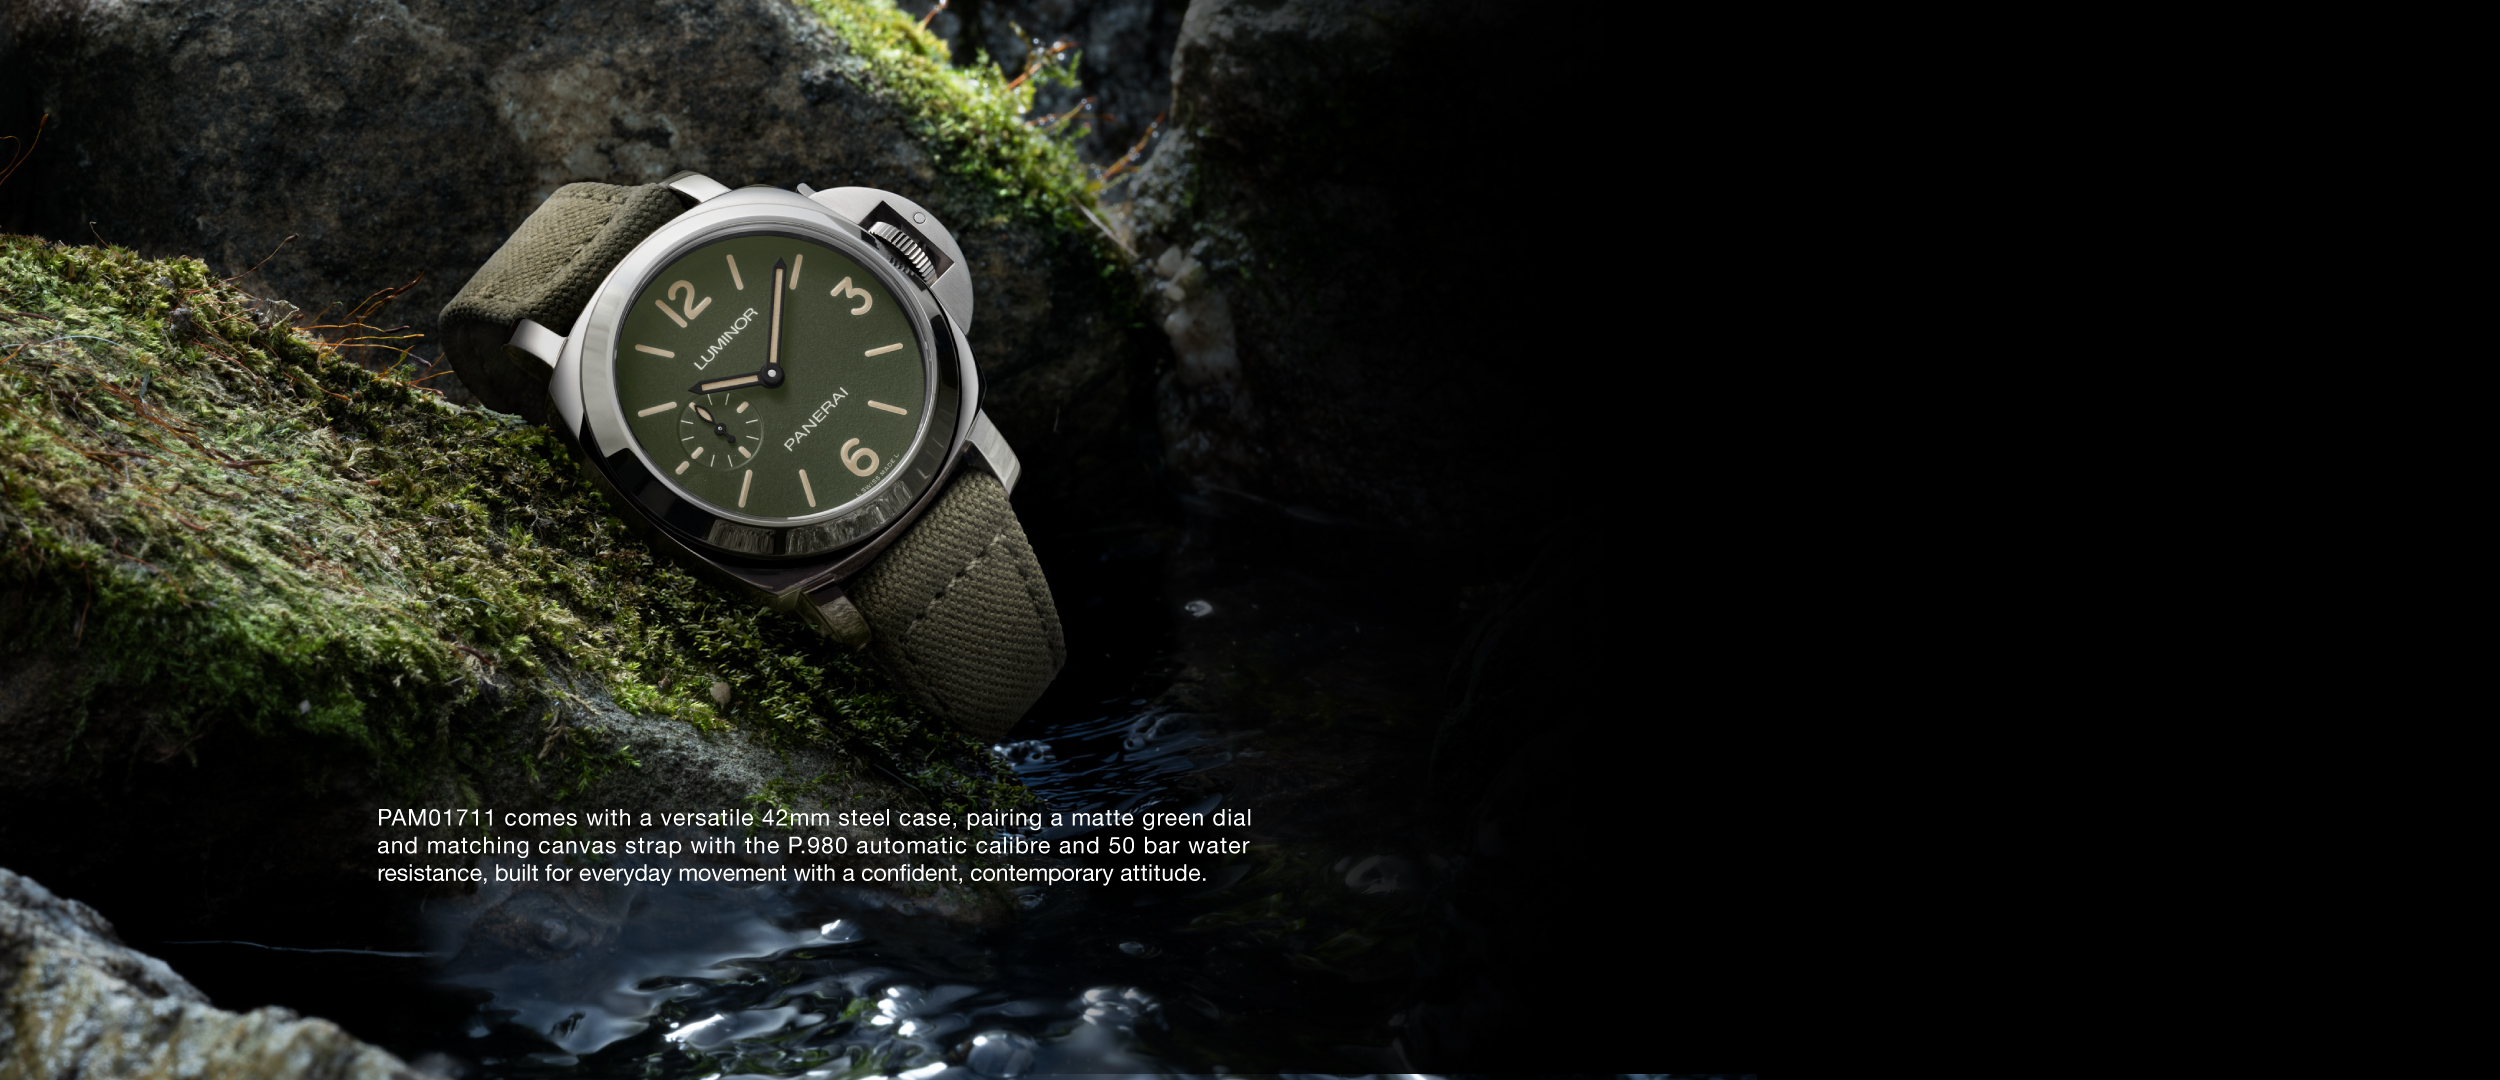 12
3
LUMINOR
PANERAI
6
SWISS MADE
PAM01711 comes with a versatile 42mm steel case, pairing a matte green dial
and matching canvas strap with the P.980 automatic calibre and 50 bar water
resistance, built for everyday movement with a confident, contemporary attitude.